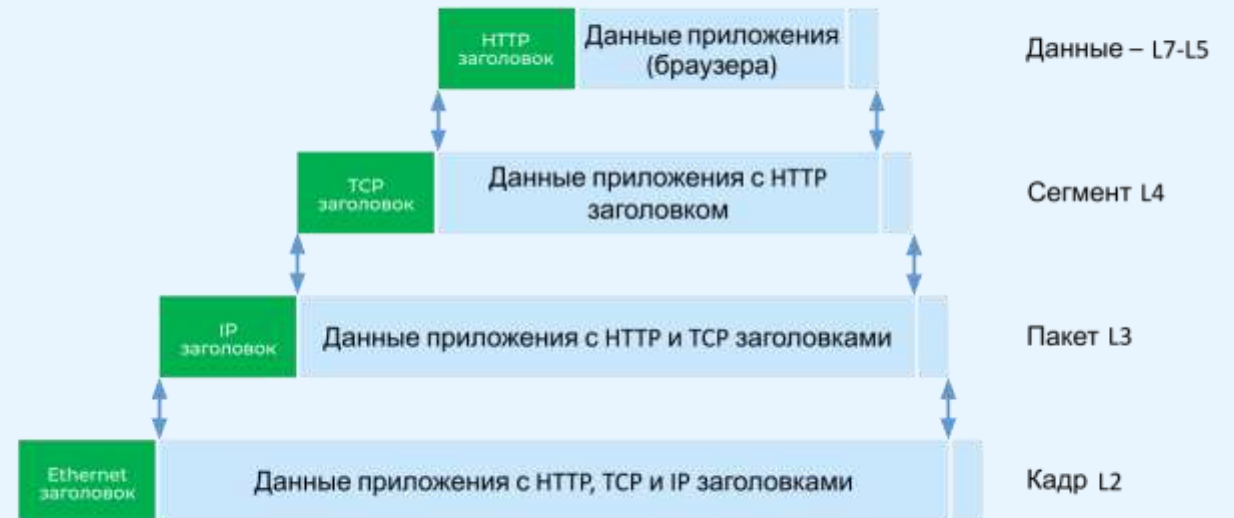 HTTP
заголовок
Данные приложения
(браузера)
Данные – L7-L5
TCP
заголовок
Данные приложения с HTTP
заголовком
Сегмент L4
IP
заголовок
Данные приложения с HTTP и TCP заголовками
Пакет L3
Ethernet
заголовок
Данные приложения с HTTP, TCP и IP заголовками
Кадр L2